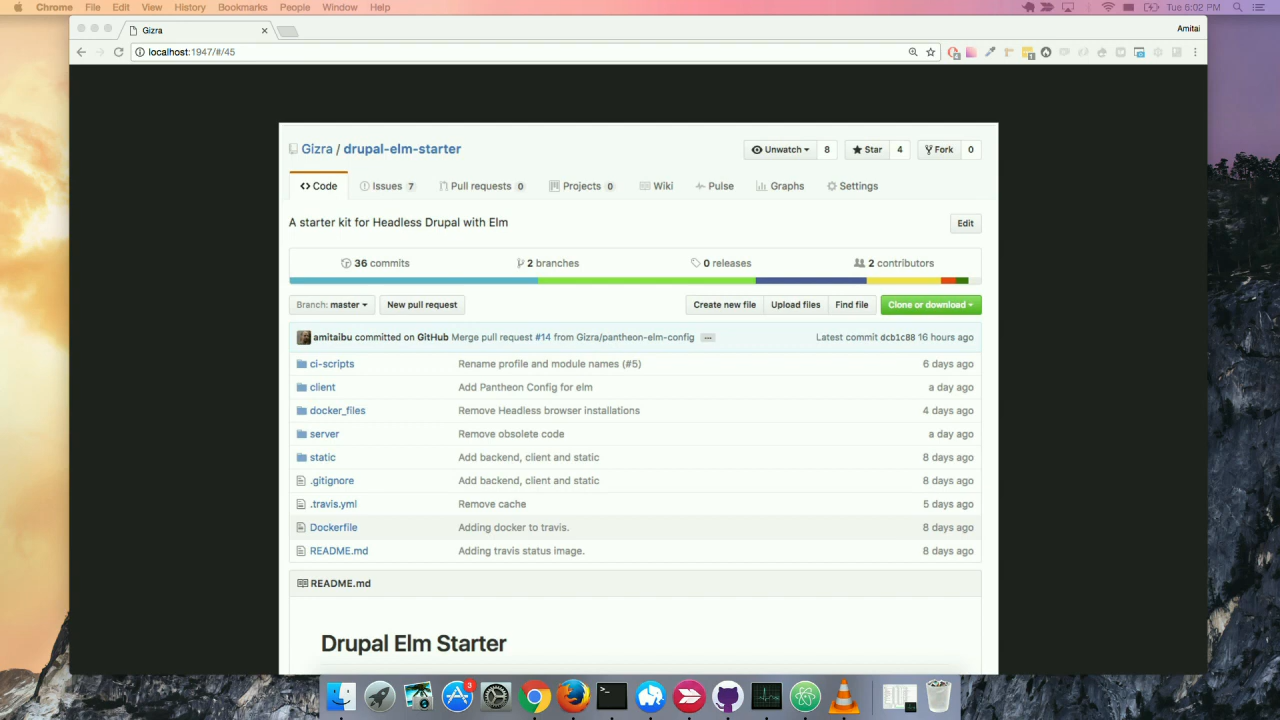 Chrome File Edit View History Bookmarks People Window Help Tue 6:02 PM
Gizra Amitai
localhost:1947/#/45
Gizra / drupal-elm-starter Unwatch 8 Star 4 Fork 0
Code Issues 7 Pull requests 0 Projects 0 Wiki Pulse Graphs Settings
A starter kit for Headless Drupal with Elm Edit
36 commits 2 branches 0 releases 2 contributors
Branch: master New pull request Create new file Upload files Find file Clone or download
amitaibu committed on GitHub Merge pull request #14 from Gizra/pantheon-elm-config ... Latest commit dcb1c88 16 hours ago
ci-scripts Rename profile and module names (#5) 6 days ago
client Add Pantheon Config for elm a day ago
docker_files Remove Headless browser installations 4 days ago
server Remove obsolete code a day ago
static Add backend, client and static 8 days ago
.gitignore Add backend, client and static 8 days ago
.travis.yml Remove cache 5 days ago
Dockerfile Adding docker to travis. 8 days ago
README.md Adding travis status image. 8 days ago
README.md
Drupal Elm Starter
3